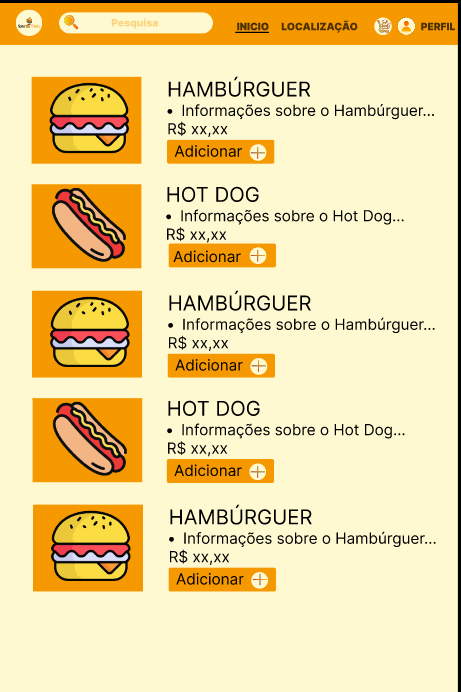 Pesquisa
INICIO
LOCALIZAÇÃO
PERFIL
HAMBÚRGUER
• Informações sobre o Hambúrguer...
R$ xx,xx
Adicionar
HOT DOG
• Informações sobre o Hot Dog...
R$ xx,xx
Adicionar
HAMBÚRGUER
• Informações sobre o Hambúrguer...
R$ xx,xx
Adicionar
HOT DOG
• Informações sobre o Hot Dog...
R$ xx,xx
Adicionar
HAMBÚRGUER
• Informações sobre o Hambúrguer...
R$ xx,xx
Adicionar